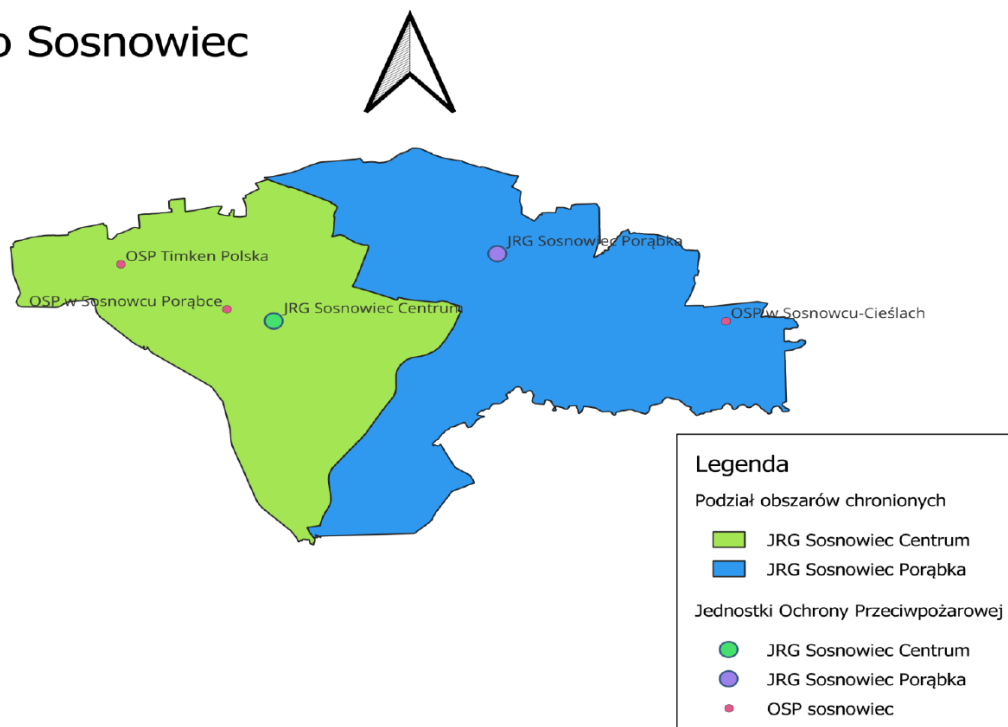 o Sosnowiec
JRG Sosnowiec Porąbka
OSP Timken Polska
OSP w Sosnowcu Porąbce
JRG Sosnowiec Centrum
OSP w Sosnowcu-Cieślach
Legenda
Podział obszarów chronionych
JRG Sosnowiec Centrum
JRG Sosnowiec Porąbka
Jednostki Ochrony Przeciwpożarowej
JRG Sosnowiec Centrum
JRG Sosnowiec Porąbka
OSP sosnowiec